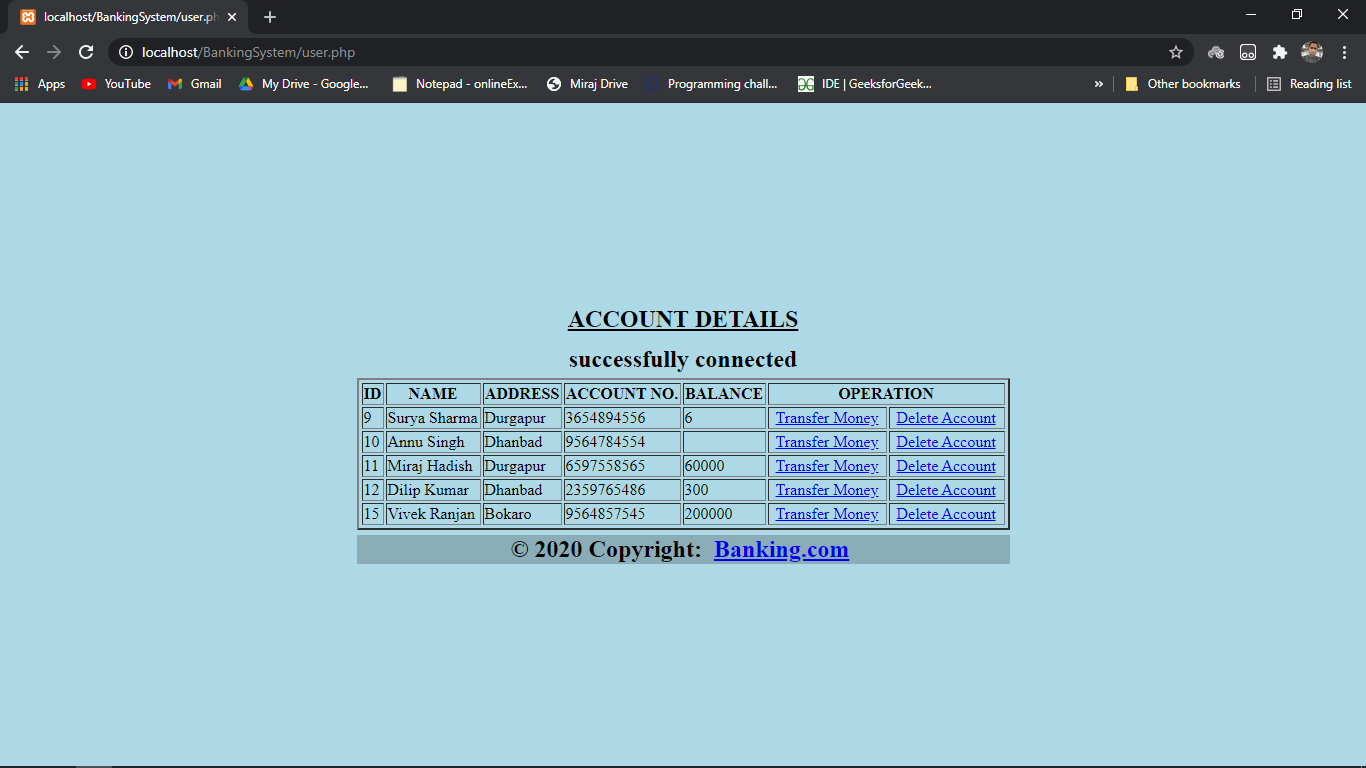 localhost/BankingSystem/user.ph
localhost/BankingSystem/user.php
Apps YouTube Gmail My Drive - Google... Notepad - onlineEx... Miraj Drive Programming chall... IDE | GeeksforGeek... » Other bookmarks Reading list
ACCOUNT DETAILS
successfully connected
ID NAME ADDRESS ACCOUNT NO. BALANCE OPERATION
9 Surya Sharma Durgapur 3654894556 6 Transfer Money Delete Account
10 Annu Singh Dhanbad 9564784554 Transfer Money Delete Account
11 Miraj Hadish Durgapur 6597558565 60000 Transfer Money Delete Account
12 Dilip Kumar Dhanbad 2359765486 300 Transfer Money Delete Account
15 Vivek Ranjan Bokaro 9564857545 200000 Transfer Money Delete Account
© 2020 Copyright: Banking.com